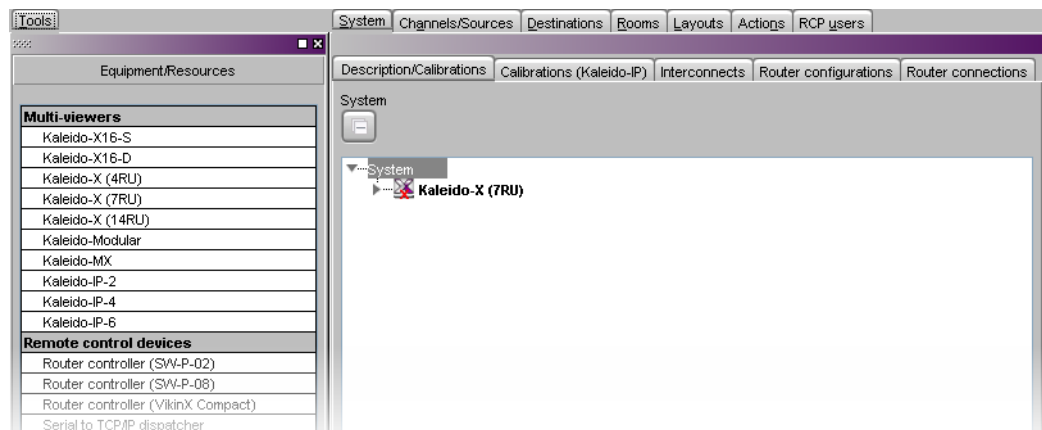 Tools
System Channels/Sources Destinations Rooms Layouts Actions RCP users
Equipment/Resources
Description/Calibrations Calibrations (Kaleido-IP) Interconnects Router configurations Router connections
System
Multi-viewers
Kaleido-X16-S
Kaleido-X16-D
Kaleido-X (4RU)
Kaleido-X (7RU)
Kaleido-X (14RU)
Kaleido-Modular
Kaleido-MX
Kaleido-IP-2
Kaleido-IP-4
Kaleido-IP-6
Remote control devices
Router controller (SW-P-02)
Router controller (SW-P-08)
Router controller (VikinX Compact)
Serial to TCP/IP dispatcher
System
Kaleido-X (7RU)